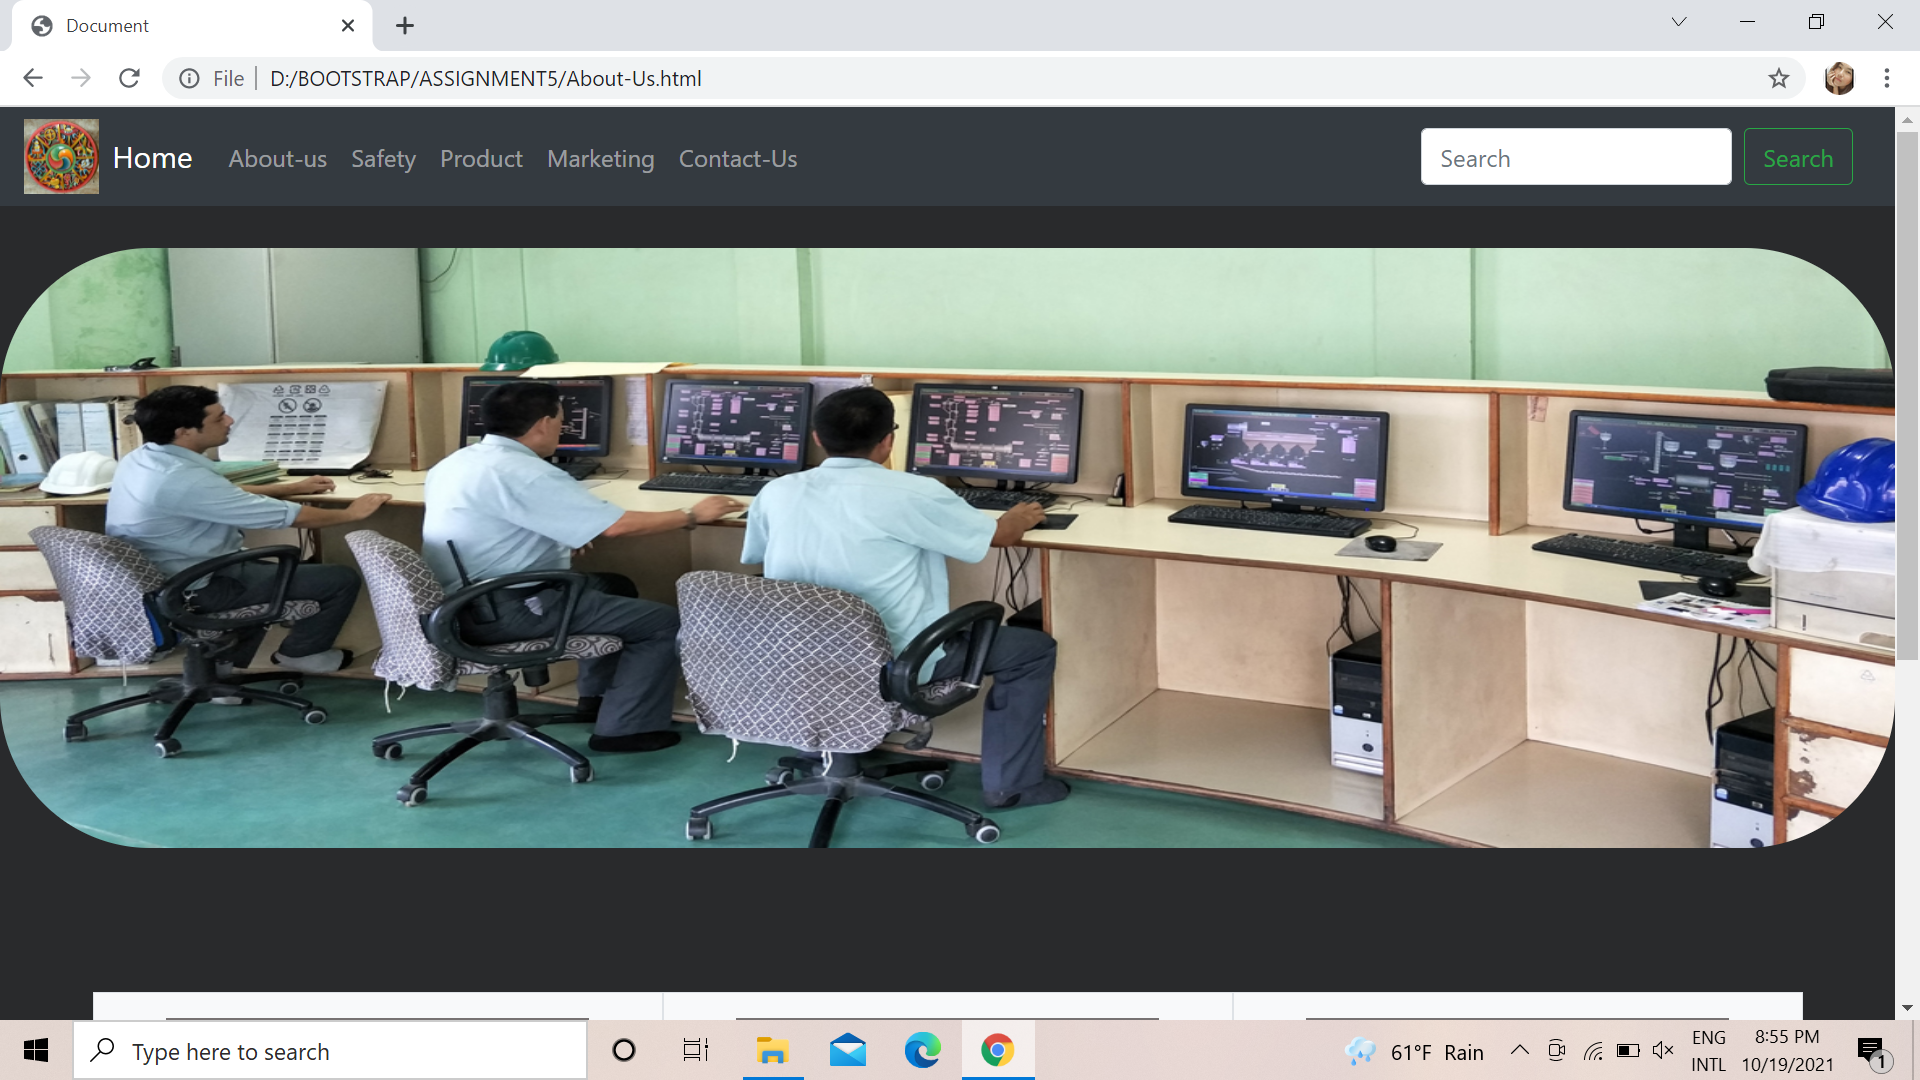 Document
File
D:/BOOTSTRAP/ASSIGNMENT5/About-Us.html
Home About-us Safety Product Marketing Contact-Us
Search
Search
Type here to search
61°F Rain
ENG
INTL
8:55 PM
10/19/2021
1